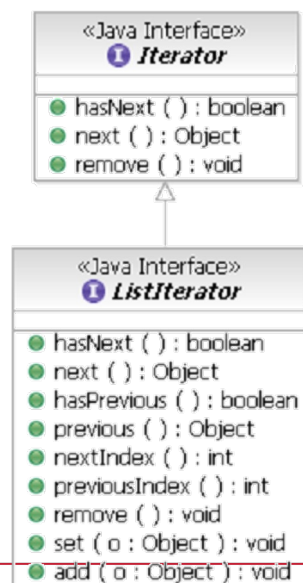 «Java Interface»
I Iterator
hasNext ( ) : boolean
next ( ) : Object
remove ( ) : void
«Java Interface»
I ListIterator
hasNext ( ) : boolean
next ( ) : Object
hasPrevious ( ) : boolean
previous ( ) : Object
nextIndex ( ) : int
previousIndex ( ) : int
remove ( ) : void
set ( o : Object ) : void
add ( o : Object ) : void